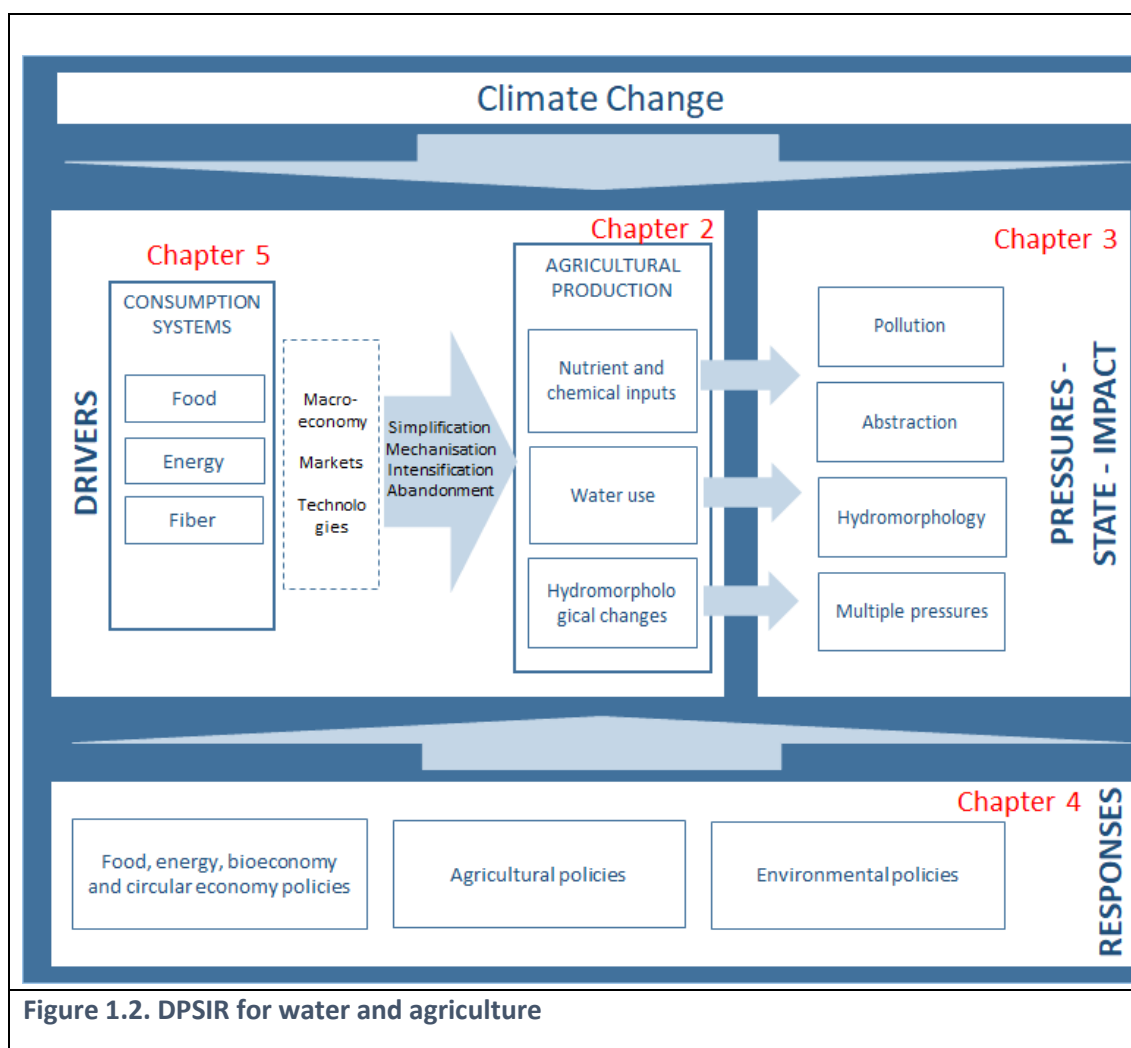 Climate Change
Chapter 5
CONSUMPTION
SYSTEMS
Food
Energy
Fiber
DRIVERS
Macro-
economy
Markets
Technolo
gies
Simplification
Mechanisation
Intensification
Abandonment
Chapter 2
AGRICULTURAL
PRODUCTION
Nutrient and
chemical inputs
Water use
Hydromorpholo
gical changes
Chapter 3
Pollution
Abstraction
Hydromorphology
Multiple pressures
PRESSURES -
STATE - IMPACT
Chapter 4
Food, energy, bioeconomy
and circular economy policies
Agricultural policies
Environmental policies
RESPONSES
Figure 1.2. DPSIR for water and agriculture